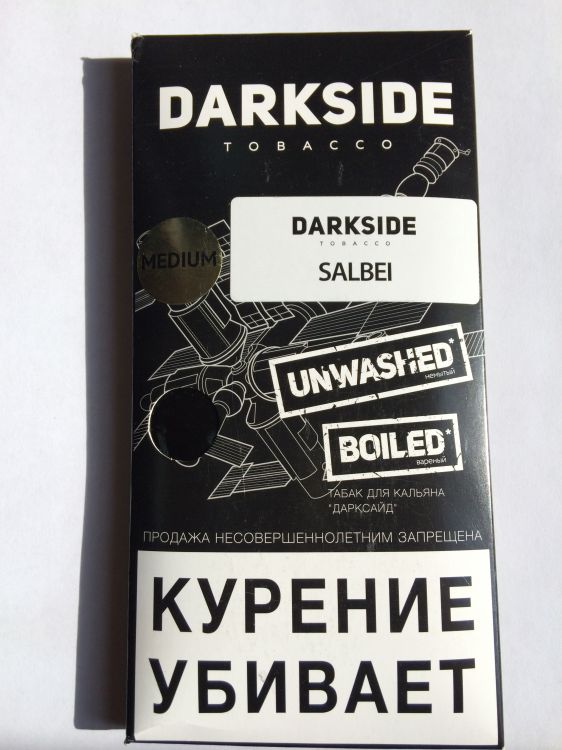 DARKSIDE
TOBACCO
DARKSIDE
TOBACCO
SALBEI
MEDIUM
UNWASHED*
немытый
BOILED*
вареный
ТАБАК ДЛЯ КАЛЬЯНА
"ДАРКСАЙД"
ПРОДАЖА НЕСОВЕРШЕННОЛЕТНИМ ЗАПРЕЩЕНА
КУРЕНИЕ
УБИВАЕТ